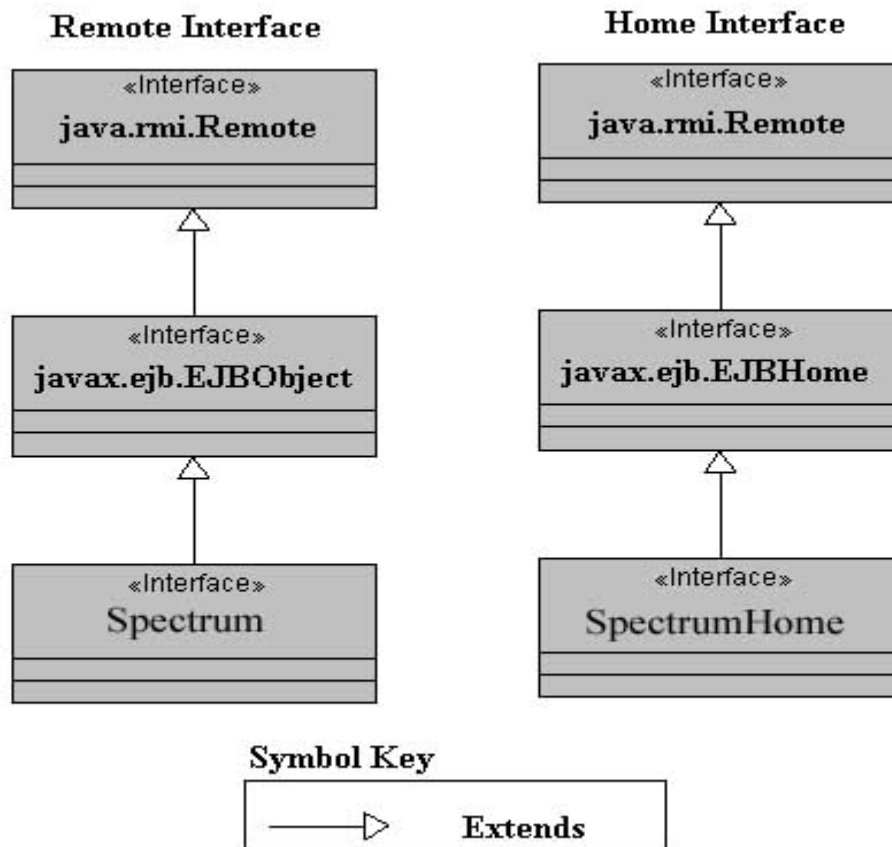 Remote Interface
«Interface»
java.rmi.Remote
«Interface»
javax.ejb.EJBObject
«Interface»
Spectrum
Home Interface
«Interface»
java.rmi.Remote
«Interface»
javax.ejb.EJBHome
«Interface»
SpectrumHome
Symbol Key
Extends